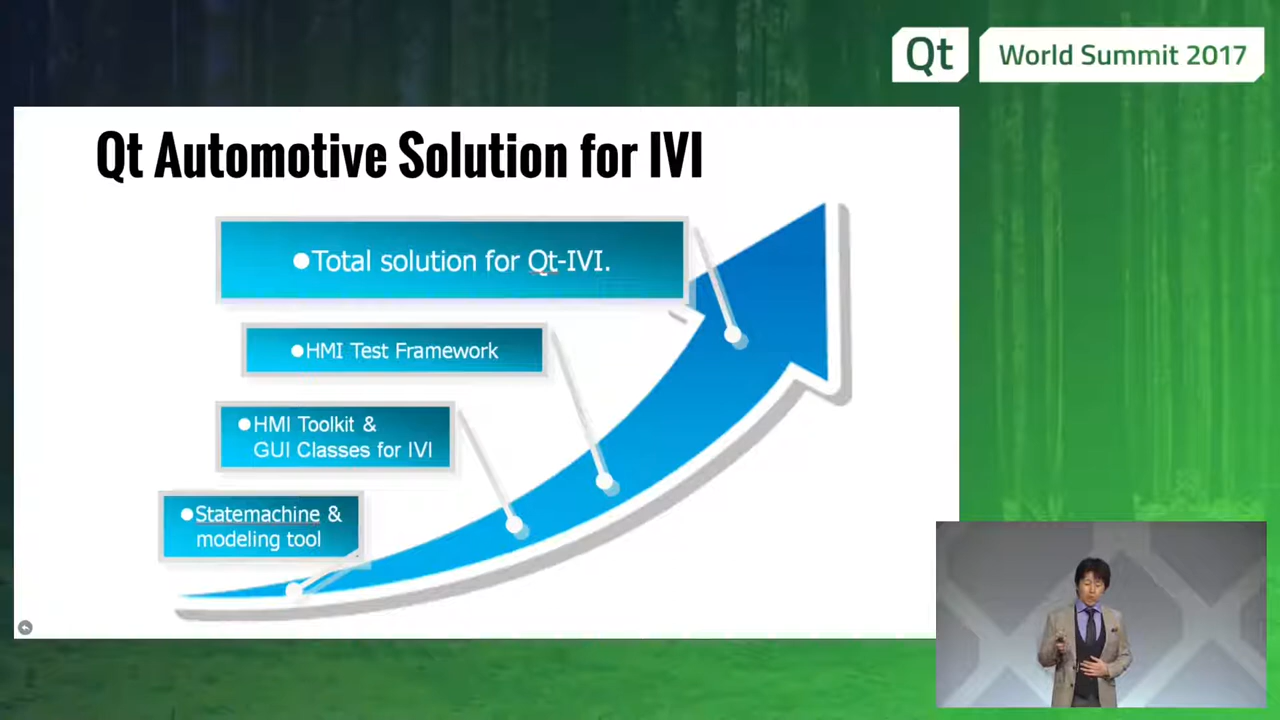 Qt World Summit 2017
Qt Automotive Solution for IVI
●Total solution for Qt-IVI.
●HMI Test Framework
●HMI Toolkit &
GUI Classes for IVI
●Statemachine &
modeling tool